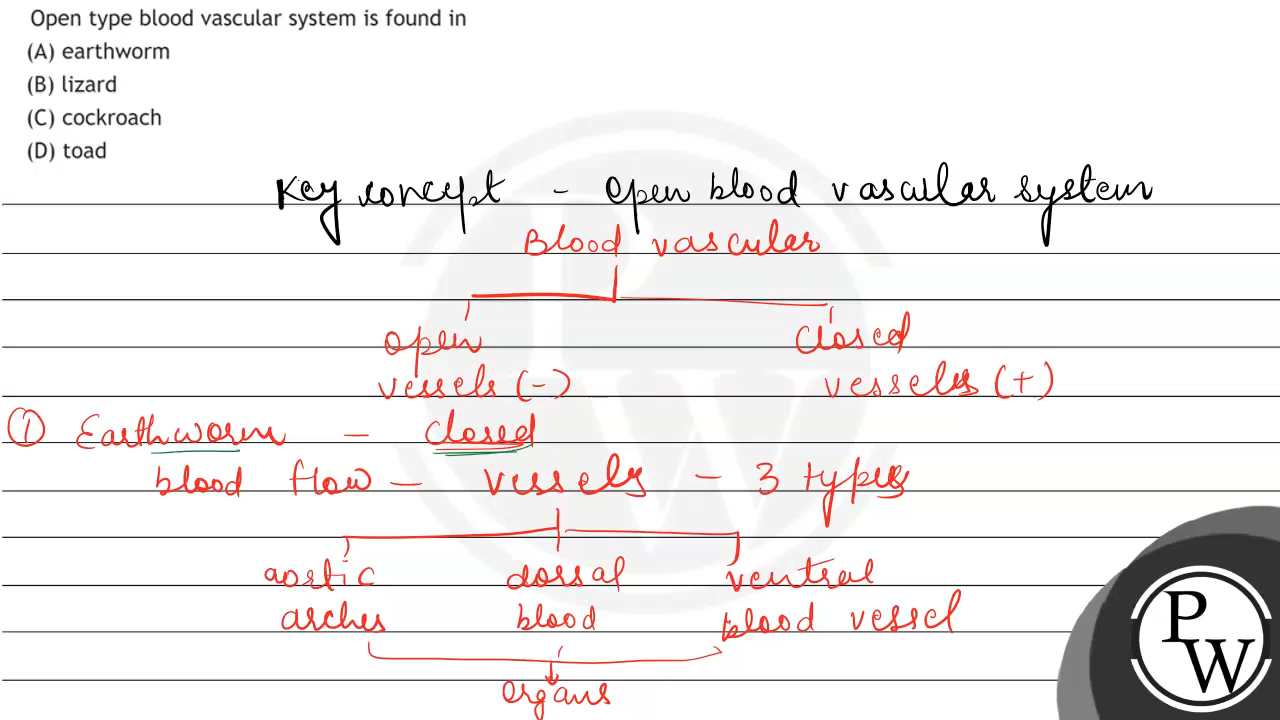 Open type blood vascular system is found in
(A) earthworm
(B) lizard
(C) cockroach
(D) toad
Key concept - open blood vascular system
Blood vascular
open closed
vessels (-) vessels (+)
① Earthworm - closed
blood flow - vessels - 3 types
aortic dorsal ventral
arches blood blood vessel
organs
PW